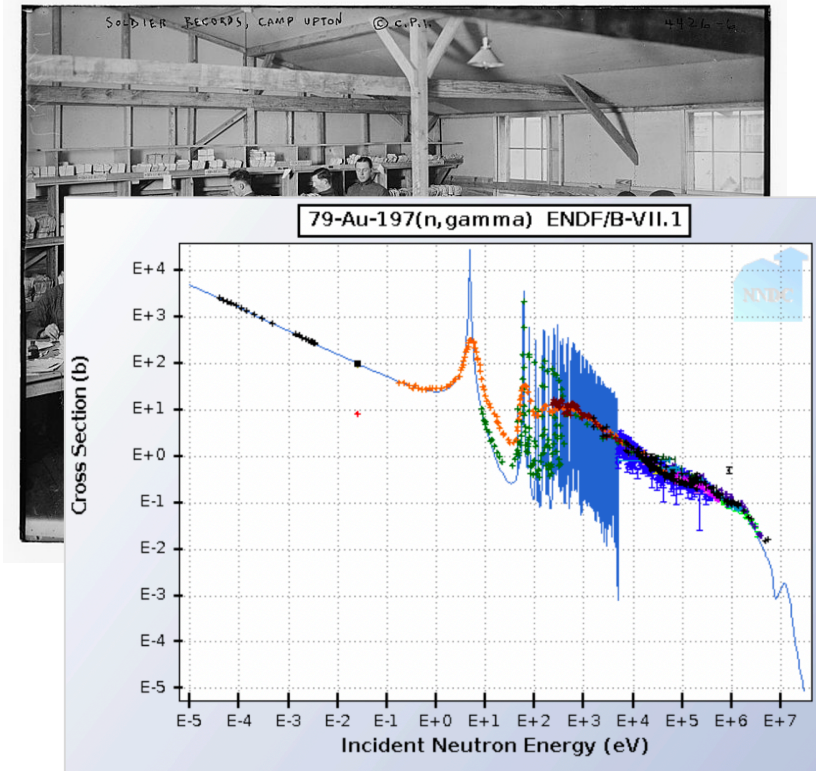 SOLDIER RECORDS, CAMP UPTON © C.P.I. 4426-6
79-Au-197(n,gamma) ENDF/B-VII.1
NNDC
Cross Section (b)
E+4
E+3
E+2
E+1
E+0
E-1
E-2
E-3
E-4
E-5
E-5 E-4 E-3 E-2 E-1 E+0 E+1 E+2 E+3 E+4 E+5 E+6 E+7
Incident Neutron Energy (eV)